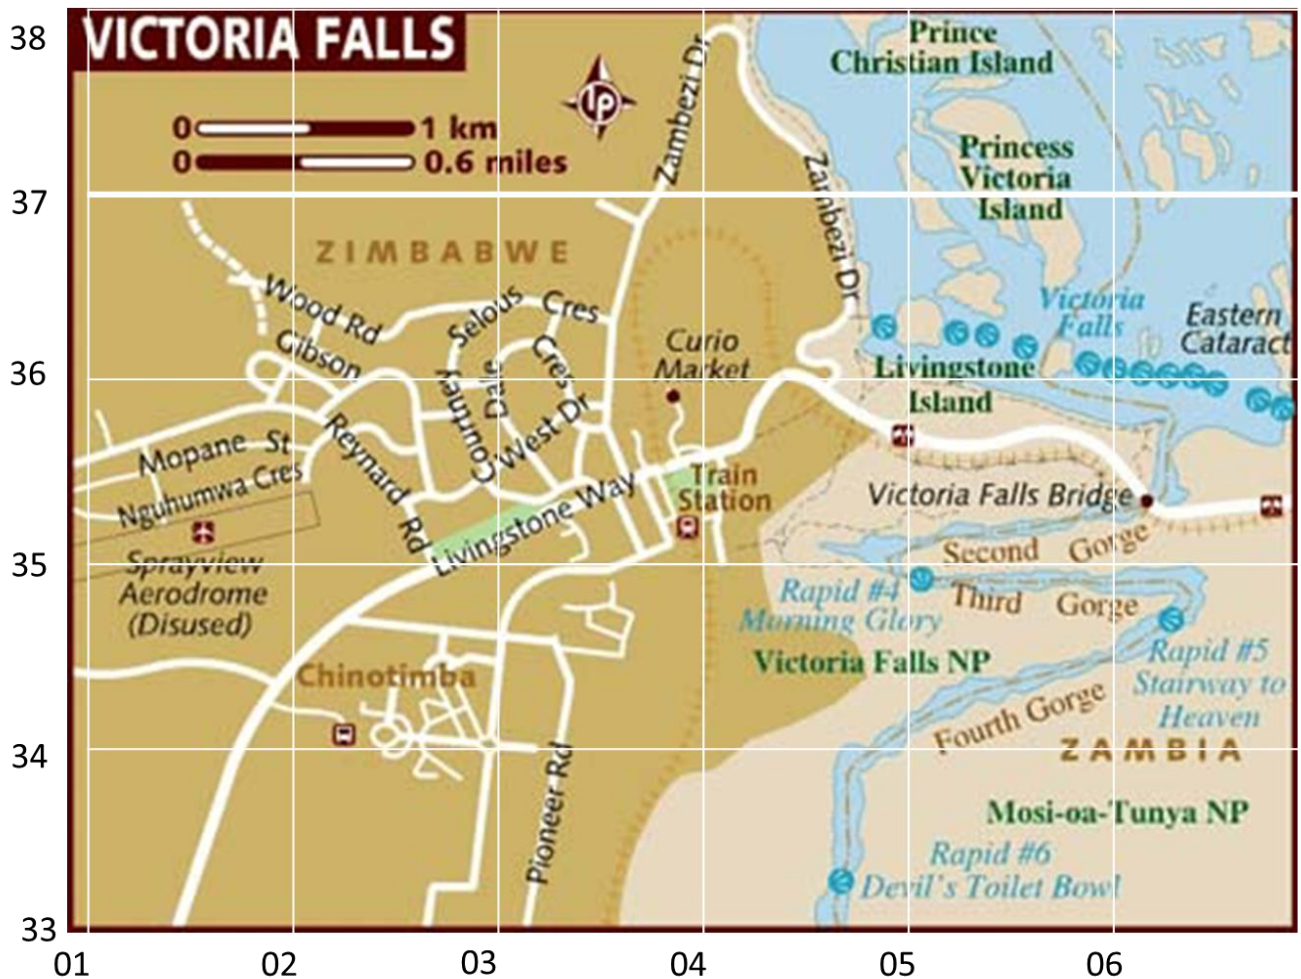 38
VICTORIA FALLS
Prince
Christian Island
lp
Zambezi Dr
0 1 km
0 0.6 miles
Princess
Victoria
Island
Zambezi Dr
37
ZIMBABWE
Wood Rd
Selous Cres
Gibson
Curio
Market
Victoria
Falls
Eastern
Cataract
36
Livingstone
Island
Cres
Dale
Courtney
West Dr
Reynard Rd
Mopane St
Nguhumwa Cres
Livingstone Way
Train
Station
Victoria Falls Bridge
Second Gorge
35
Sprayview
Aerodrome
(Disused)
Rapid #4
Morning Glory
Third Gorge
Victoria Falls NP
Rapid #5
Stairway to
Heaven
Chinotimba
Fourth Gorge
34
ZAMBIA
Pioneer Rd
Mosi-oa-Tunya NP
Rapid #6
Devil's Toilet Bowl
33
01 02 03 04 05 06